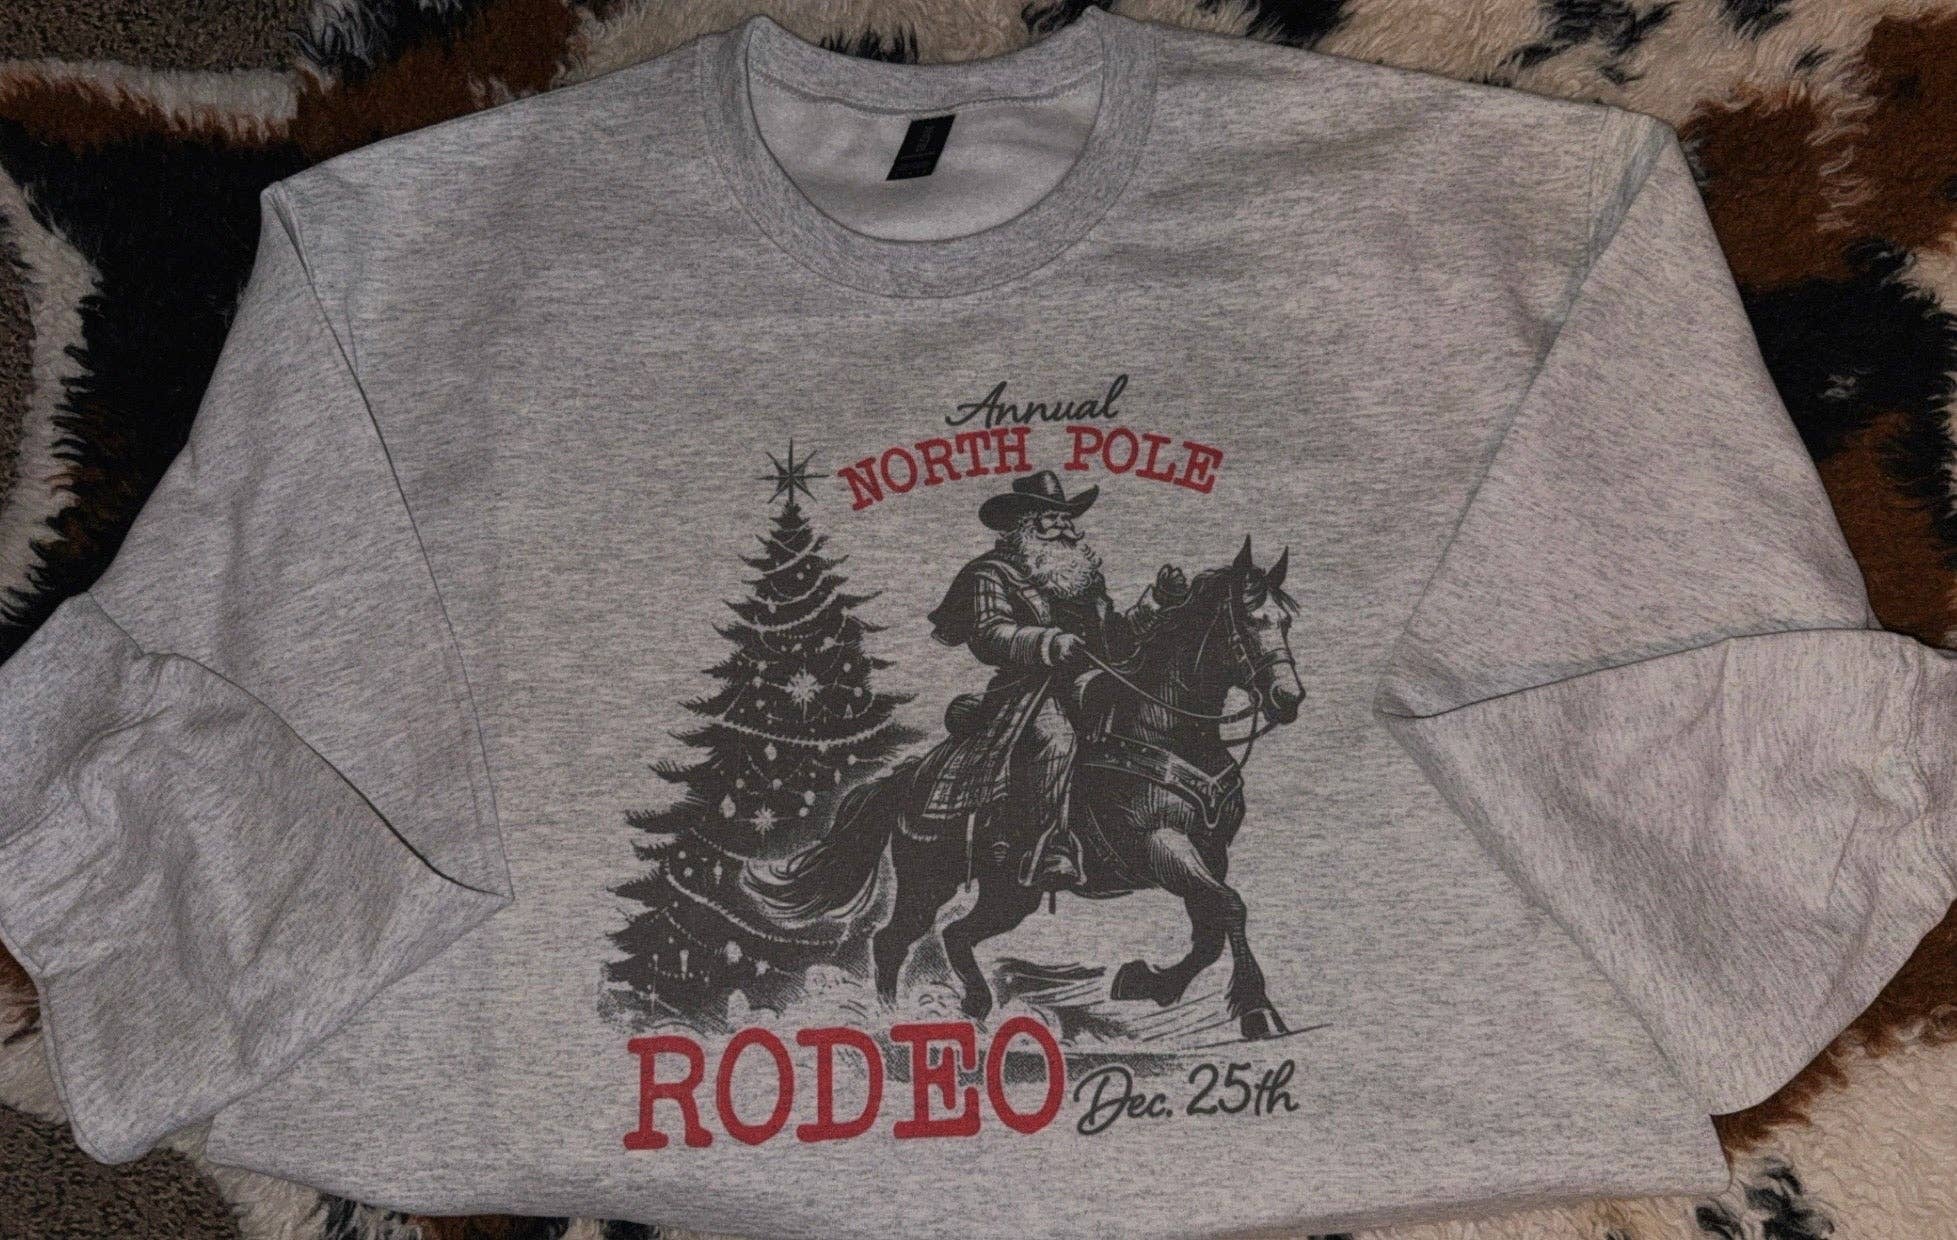 Annual
NORTH POLE
RODEO
Dec. 25th